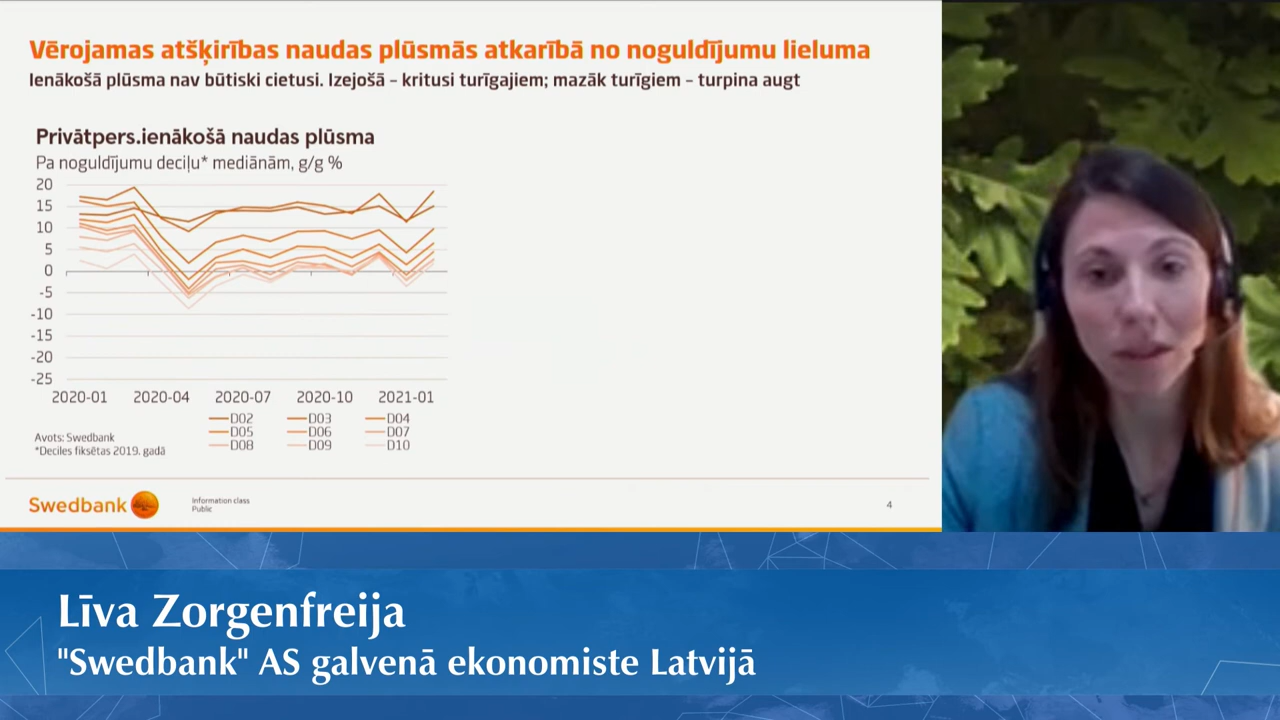 Vērojamas atšķirības naudas plūsmās atkarībā no noguldījumu lieluma
Ienākošā plūsma nav būtiski cietusi. Izejošā – kritusi turīgajiem; mazāk turīgiem – turpina augt
Privātpers.ienākošā naudas plūsma
Pa noguldījumu deciļu* mediānām, g/g %
20
15
10
5
0
-5
-10
-15
-20
-25
2020-01 2020-04 2020-07 2020-10 2021-01
D02 D03 D04
D05 D06 D07
D08 D09 D10
Avots: Swedbank
*Deciles fiksētas 2019. gadā
Swedbank
Information class
Public
4
Līva Zorgenfreija
"Swedbank" AS galvenā ekonomiste Latvijā